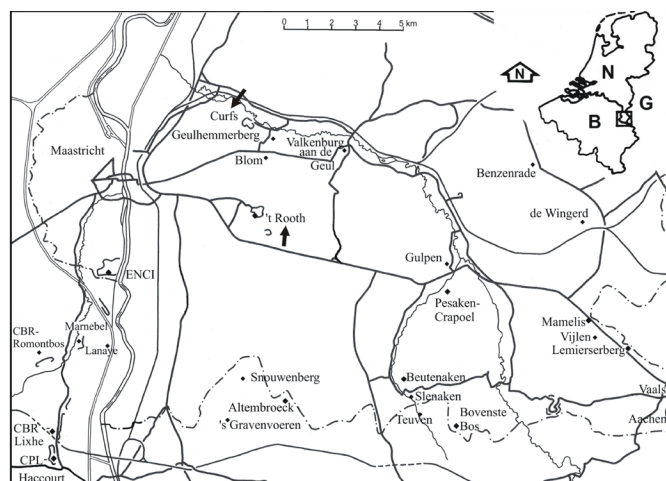 0 1 2 3 4 5 km
N
N
G
B
Curfs
Geulhemmerberg
Maastricht
Valkenburg
aan de
Geul
Blom
Benzenrade
't Rooth
de Wingerd
Gulpen
ENCI
Pesaken-
Crapoel
Marnebel
CBR-
Romontbos
Lanaye
Mamelis
Vijlen
Lemierserberg
Snouwenberg
Beutenaken
Vaals
Altembroeck
Slenaken
's Gravenvoeren
Teuven
Bovenste
Bos
Aachen
CBR
Lixhe
CPL
Haccourt